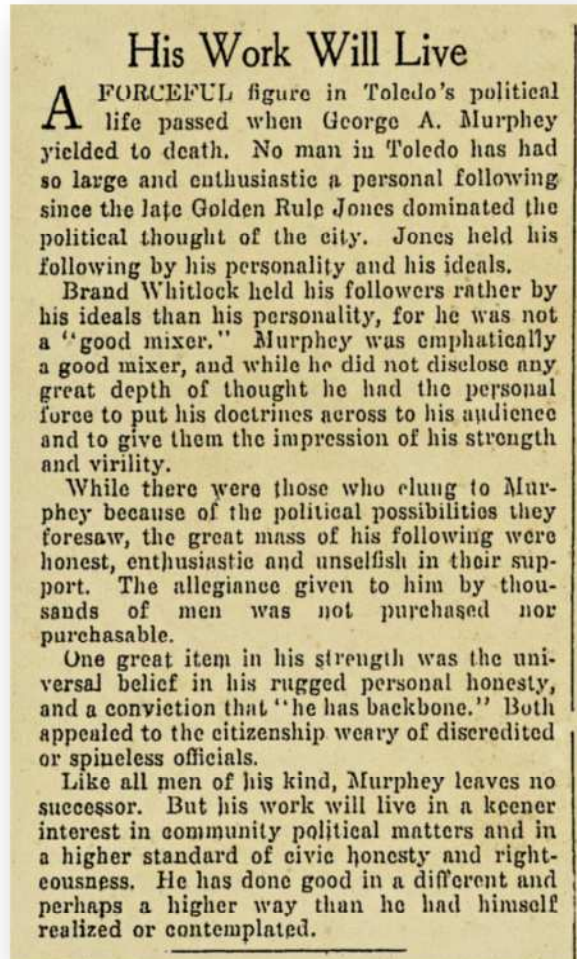 His Work Will Live
A FORCEFUL figure in Toledo's political
life passed when George A. Murphey
yielded to death. No man in Toledo has had
so large and enthusiastic a personal following
since the late Golden Rule Jones dominated the
political thought of the city. Jones held his
following by his personality and his ideals.
Brand Whitlock held his followers rather by
his ideals than his personality, for he was not
a "good mixer." Murphey was emphatically
a good mixer, and while he did not disclose any
great depth of thought he had the personal
force to put his doctrines across to his audience
and to give them the impression of his strength
and virility.
While there were those who clung to Mur-
phey because of the political possibilities they
foresaw, the great mass of his following were
honest, enthusiastic and unselfish in their sup-
port. The allegiance given to him by thou-
sands of men was not purchased nor
purchasable.
One great item in his strength was the uni-
versal belief in his rugged personal honesty,
and a conviction that "he has backbone." Both
appealed to the citizenship weary of discredited
or spineless officials.
Like all men of his kind, Murphey leaves no
successor. But his work will live in a keener
interest in community political matters and in
a higher standard of civic honesty and right-
eousness. He has done good in a different and
perhaps a higher way than he had himself
realized or contemplated.